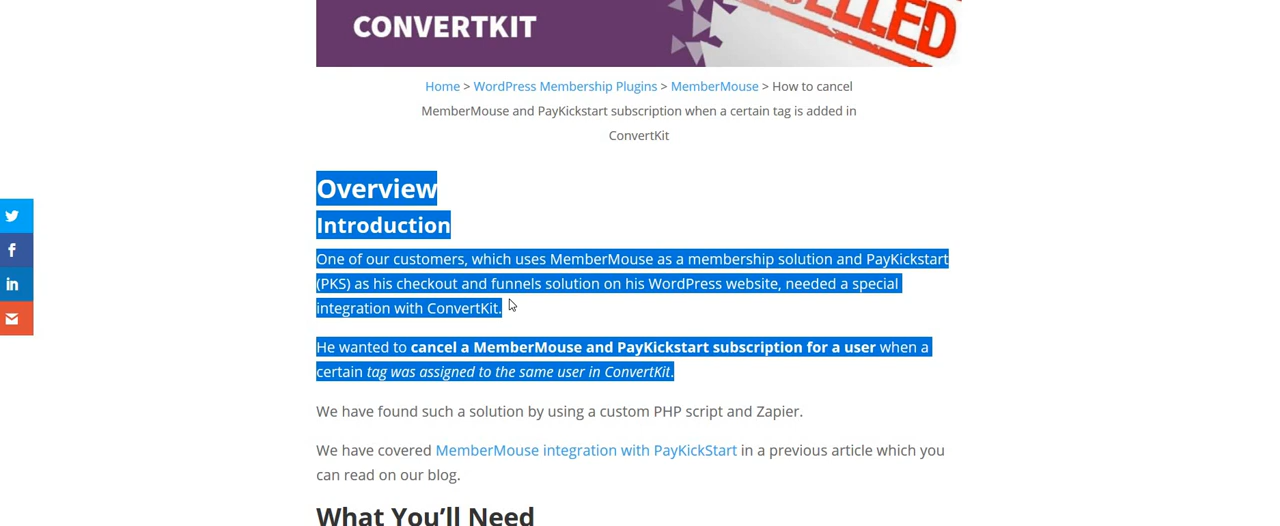 CONVERTKIT
Home > WordPress Membership Plugins > MemberMouse > How to cancel
MemberMouse and PayKickstart subscription when a certain tag is added in
ConvertKit
Overview
Introduction
One of our customers, which uses MemberMouse as a membership solution and PayKickstart
(PKS) as his checkout and funnels solution on his WordPress website, needed a special
integration with ConvertKit.
He wanted to cancel a MemberMouse and PayKickstart subscription for a user when a
certain tag was assigned to the same user in ConvertKit.
We have found such a solution by using a custom PHP script and Zapier.
We have covered MemberMouse integration with PayKickStart in a previous article which you
can read on our blog.
What You’ll Need